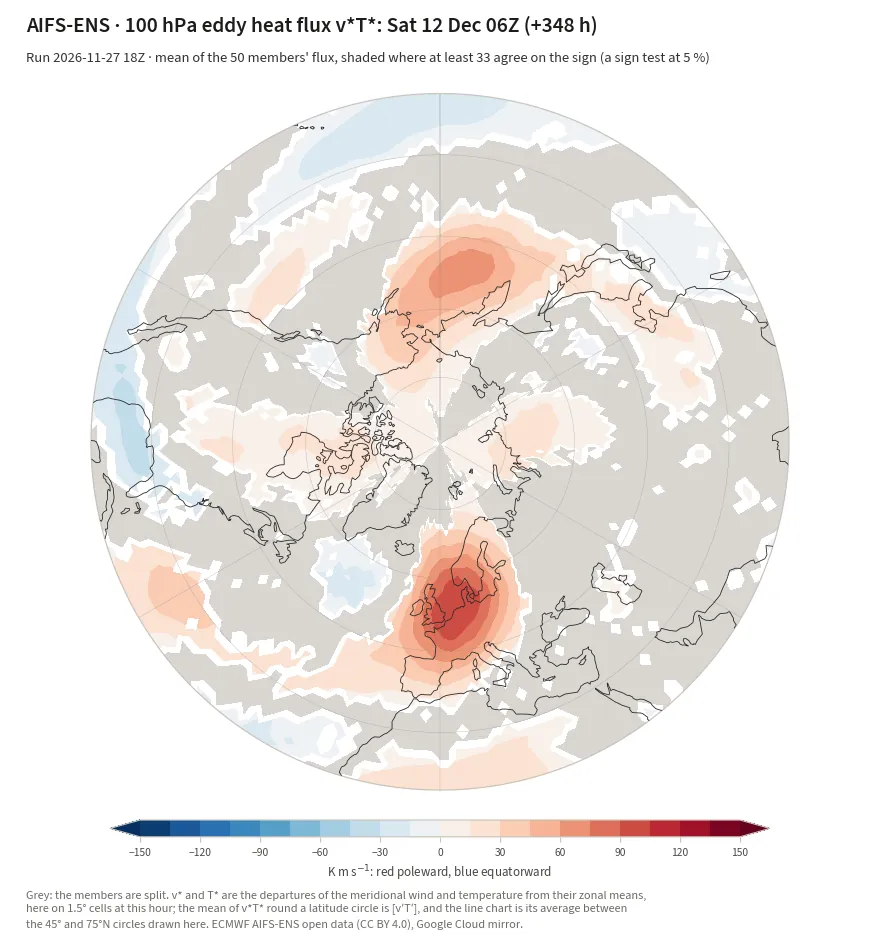 AIFS-ENS · 100 hPa eddy heat flux v*T*: Sat 12 Dec 06Z (+348 h)
Run 2026-11-27 18Z · mean of the 50 members' flux, shaded where at least 33 agree on the sign (a sign test at 5 %)
−150 −120 −90 −60 −30 0 30 60 90 120 150
K m s⁻¹: red poleward, blue equatorward
Grey: the members are split. v* and T* are the departures of the meridional wind and temperature from their zonal means,
here on 1.5° cells at this hour; the mean of v*T* round a latitude circle is [v'T'], and the line chart is its average between
the 45° and 75°N circles drawn here. ECMWF AIFS-ENS open data (CC BY 4.0), Google Cloud mirror.